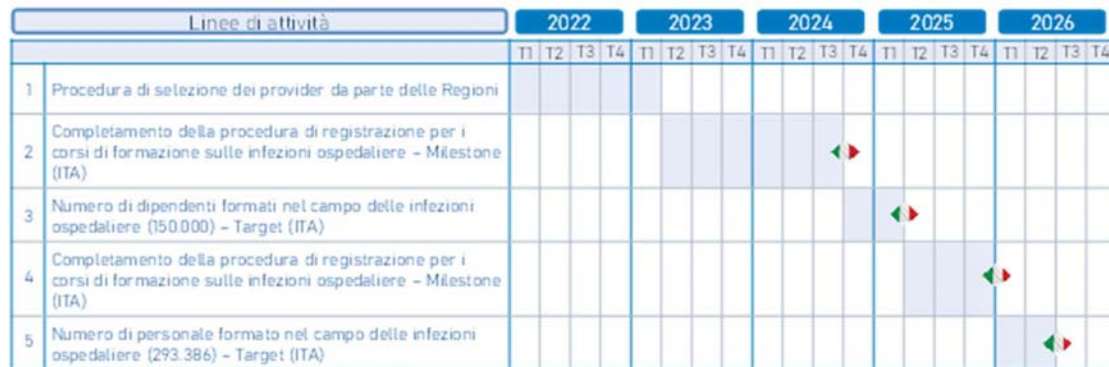 Linee di attività 2022 2023 2024 2025 2026
T1 T2 T3 T4 T1 T2 T3 T4 T1 T2 T3 T4 T1 T2 T3 T4 T1 T2 T3 T4
1 Procedura di selezione dei provider da parte delle Regioni
Completamento della procedura di registrazione per i
2 corsi di formazione sulle infezioni ospedaliere – Milestone
(ITA)
3 Numero di dipendenti formati nel campo delle infezioni
ospedaliere (150.000) – Target (ITA)
Completamento della procedura di registrazione per i
4 corsi di formazione sulle infezioni ospedaliere – Milestone
(ITA)
5 Numero di personale formato nel campo delle infezioni
ospedaliere (293.386) – Target (ITA)